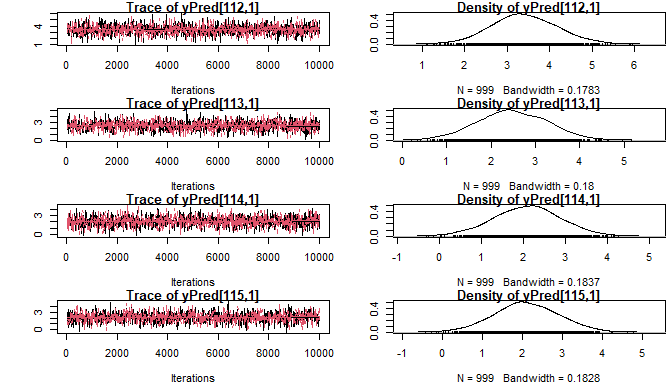 Trace of yPred[112,1]
1 4
0 2000 4000 6000 8000 10000
Iterations
Density of yPred[112,1]
0.0 0.4
1 2 3 4 5 6
N = 999 Bandwidth = 0.1783
Trace of yPred[113,1]
0 3
0 2000 4000 6000 8000 10000
Iterations
Density of yPred[113,1]
0.0 0.4
0 1 2 3 4 5
N = 999 Bandwidth = 0.18
Trace of yPred[114,1]
0 3
0 2000 4000 6000 8000 10000
Iterations
Density of yPred[114,1]
0.0 0.4
-1 0 1 2 3 4 5
N = 999 Bandwidth = 0.1837
Trace of yPred[115,1]
0 3
0 2000 4000 6000 8000 10000
Iterations
Density of yPred[115,1]
0.0 0.4
-1 0 1 2 3 4 5
N = 999 Bandwidth = 0.1828